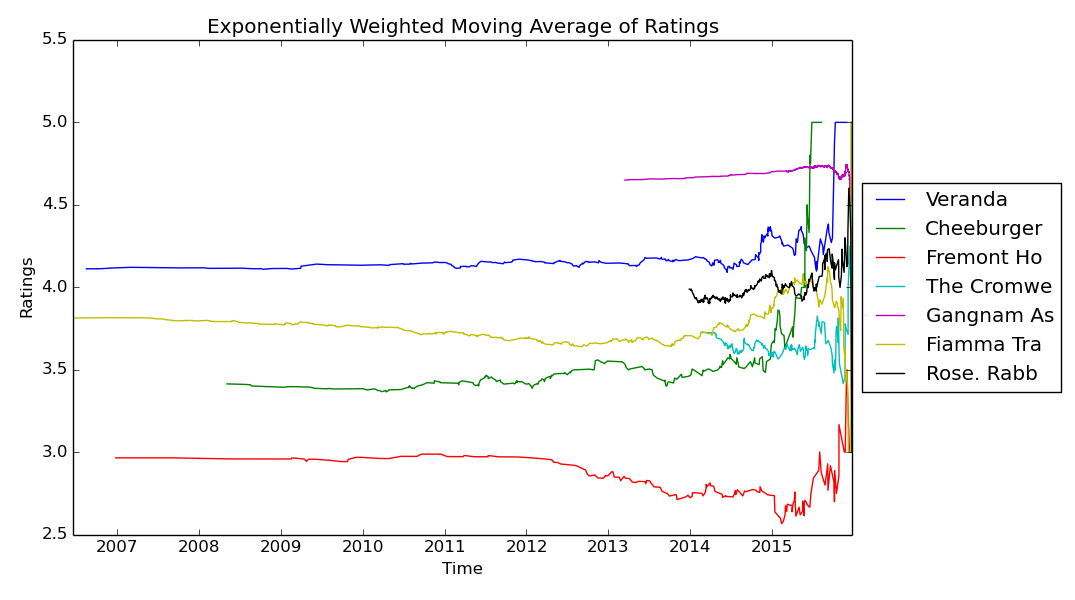 Exponentially Weighted Moving Average of Ratings
5.5
5.0
4.5
4.0
3.5
3.0
2.5
Ratings
2007 2008 2009 2010 2011 2012 2013 2014 2015
Time
Veranda
Cheeburger
Fremont Ho
The Cromwe
Gangnam As
Fiamma Tra
Rose. Rabb